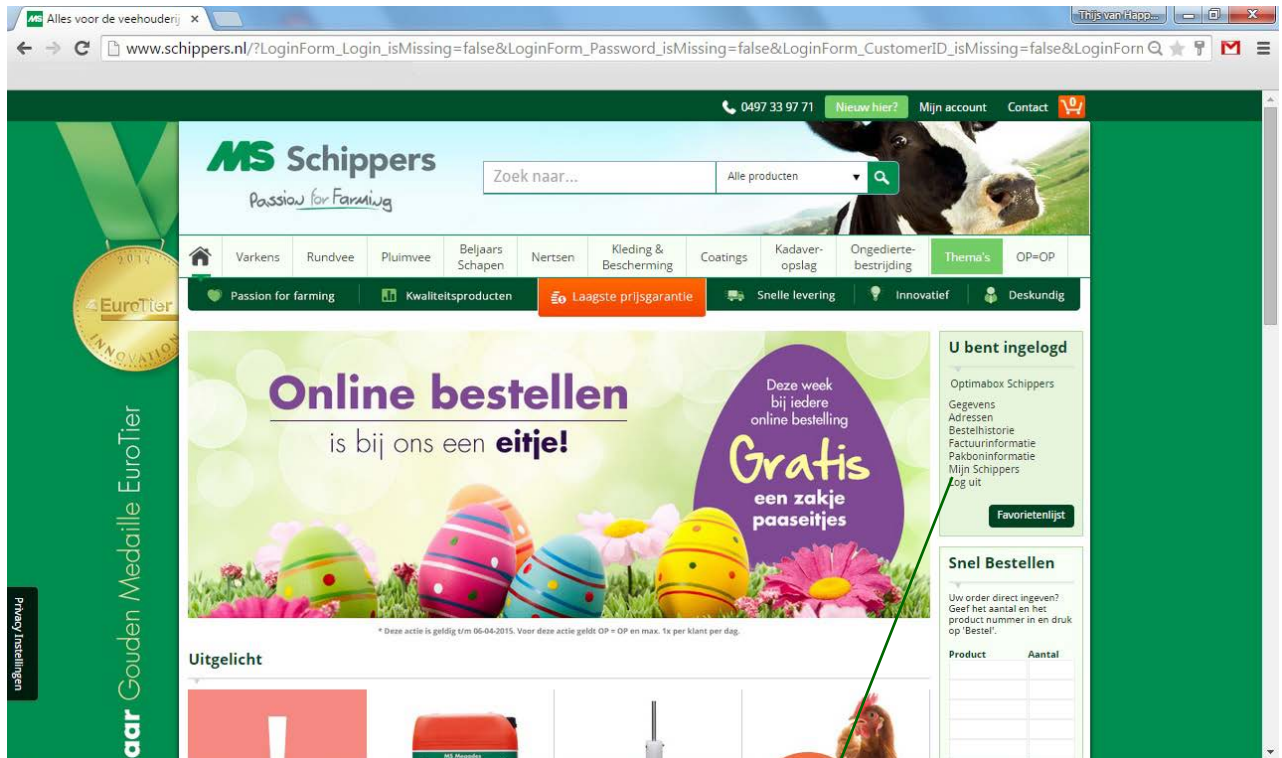 Alles voor de veehouderij
Thijs van Happ...
www.schippers.nl/?LoginForm_Login_isMissing=false&LoginForm_Password_isMissing=false&LoginForm_CustomerID_isMissing=false&LoginForn
0497 33 97 71 Nieuw hier? Mijn account Contact 0
MS Schippers
Passion for Farming
Zoek naar... Alle producten
Varkens Rundvee Pluimvee Beljaars Schapen Nertsen Kleding & Bescherming Coatings Kadaver-opslag Ongedierte-bestrijding Thema's OP=OP
Passion for farming Kwaliteitsproducten Laagste prijsgarantie Snelle levering Innovatief Deskundig
2014
EuroTier
INNOVATION
aar Gouden Medaille EuroTier
Privacy Instellingen
Online bestellen
is bij ons een eitje!
Deze week
bij iedere
online bestelling
Gratis
een zakje
paaseitjes
* Deze actie is geldig t/m 06-04-2015. Voor deze actie geldt OP = OP en max. 1x per klant per dag.
Uitgelicht
!
U bent ingelogd
Optimabox Schippers
Gegevens
Adressen
Bestelhistorie
Factuurinformatie
Pakboninformatie
Mijn Schippers
Log uit
Favorietenlijst
Snel Bestellen
Uw order direct ingeven?
Geef het aantal en het
product nummer in en druk
op 'Bestel'.
Product Aantal